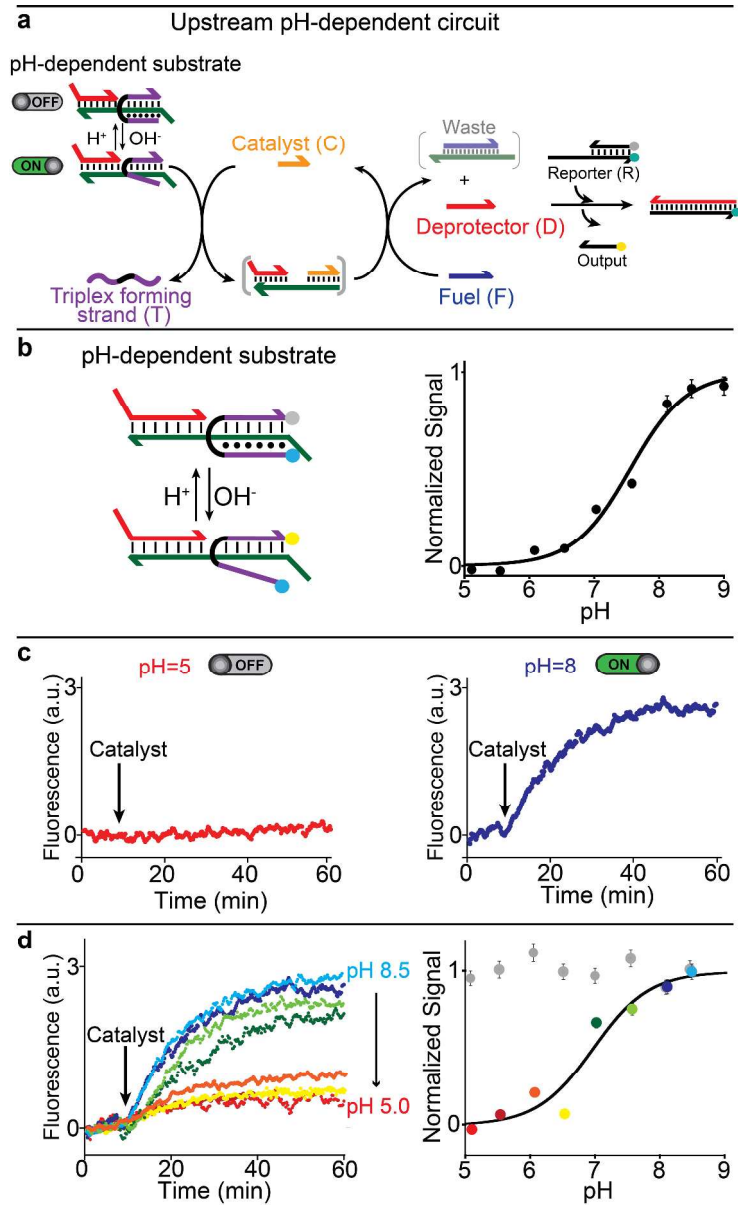 a
Upstream pH-dependent circuit
pH-dependent substrate
OFF
H+ OH-
ON
Catalyst (C)
Waste
+
Deprotector (D)
Reporter (R)
Output
Triplex forming
strand (T)
Fuel (F)
b
pH-dependent substrate
H+ OH-
Normalized Signal
1
0
5 6 7 8 9
pH
c
pH=5 OFF
Fluorescence (a.u.)
3
Catalyst
0
0 20 40 60
Time (min)
pH=8 ON
Fluorescence (a.u.)
3
Catalyst
0
0 20 40 60
Time (min)
d
Fluorescence (a.u.)
3
pH 8.5
Catalyst
pH 5.0
0
0 20 40 60
Time (min)
Normalized Signal
1
0
5 6 7 8 9
pH